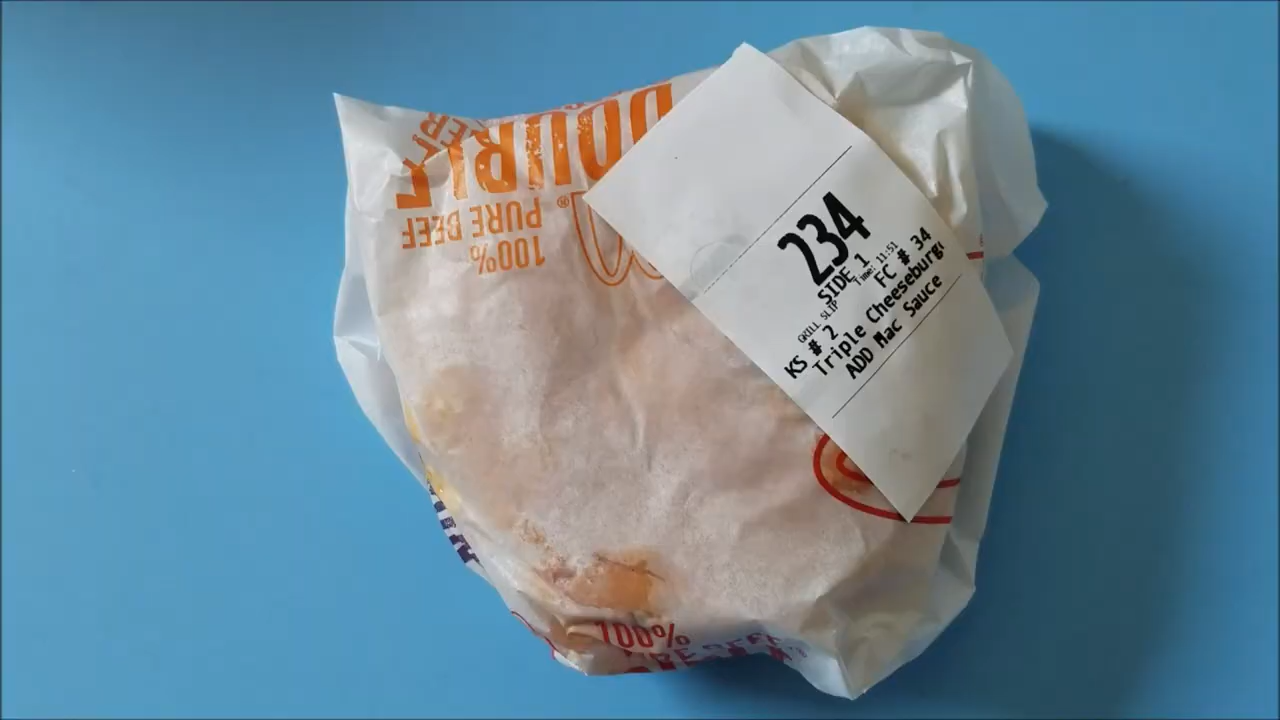 DOUBLE
100%
PURE BEEF
®
234
SIDE 1 Time: 11:51
GRILL SLIP
KS # 2 FC # 34
Triple Cheeseburg
ADD Mac Sauce
100%